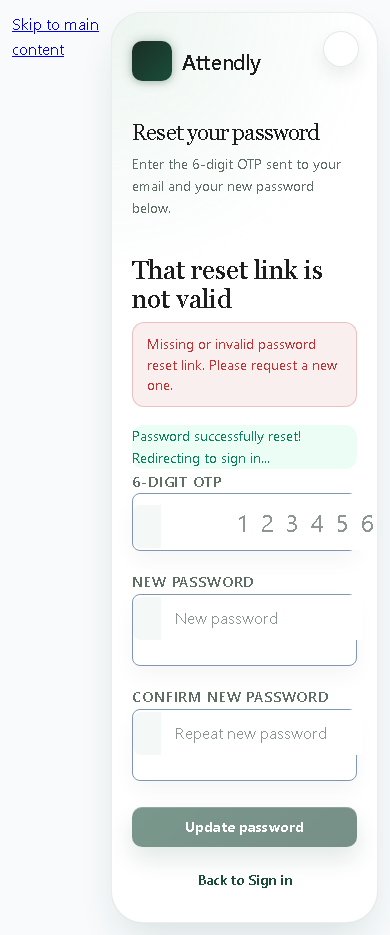 Skip to main
content
Attendly
Reset your password
Enter the 6-digit OTP sent to your
email and your new password
below.
That reset link is
not valid
Missing or invalid password
reset link. Please request a new
one.
Password successfully reset!
Redirecting to sign in...
6-DIGIT OTP
1 2 3 4 5 6
NEW PASSWORD
New password
CONFIRM NEW PASSWORD
Repeat new password
Update password
Back to Sign in